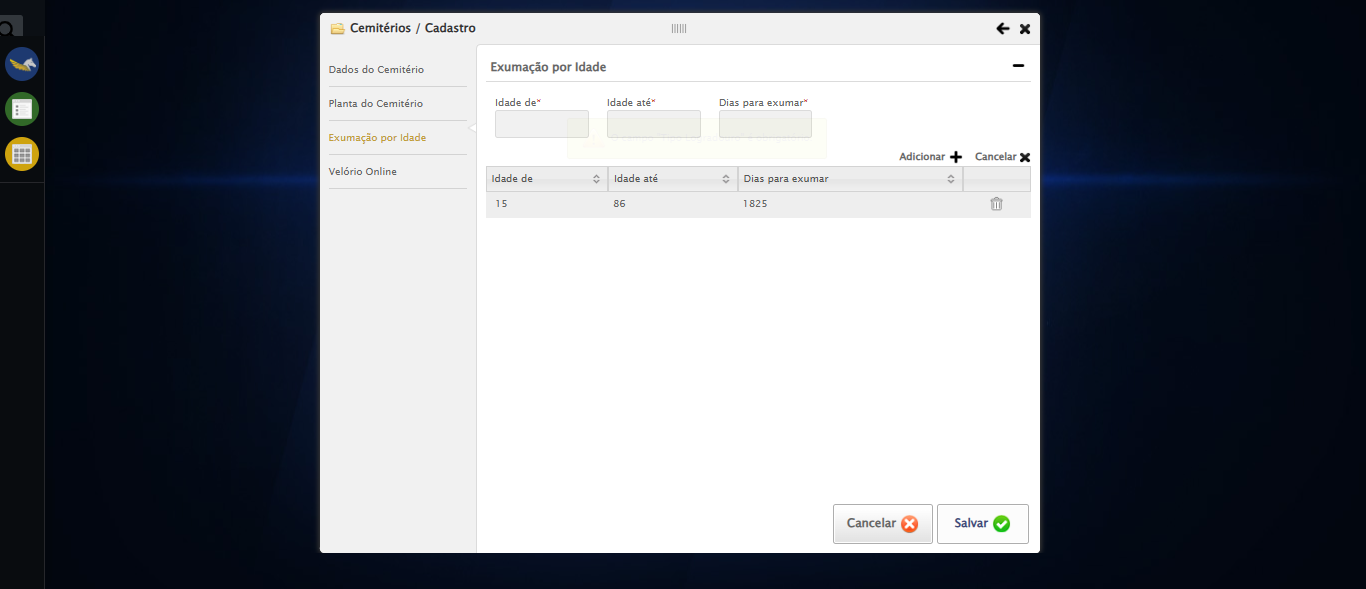 Cemitérios / Cadastro
Dados do Cemitério
Planta do Cemitério
Exumação por Idade
Velório Online
Exumação por Idade
Idade de* Idade até* Dias para exumar*
Adicionar Cancelar
Idade de Idade até Dias para exumar
15 86 1825
Cancelar Salvar